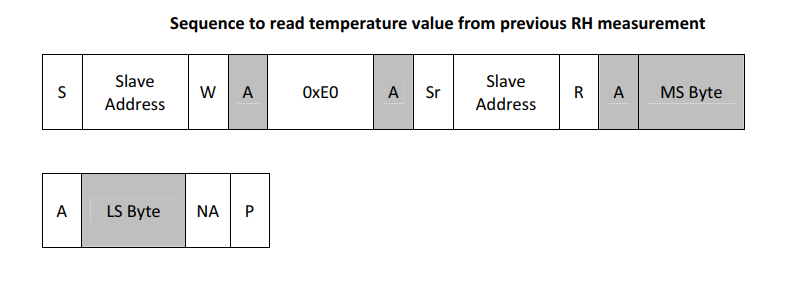 Sequence to read temperature value from previous RH measurement
S Slave Address W A 0xE0 A Sr Slave Address R A MS Byte
A LS Byte NA P